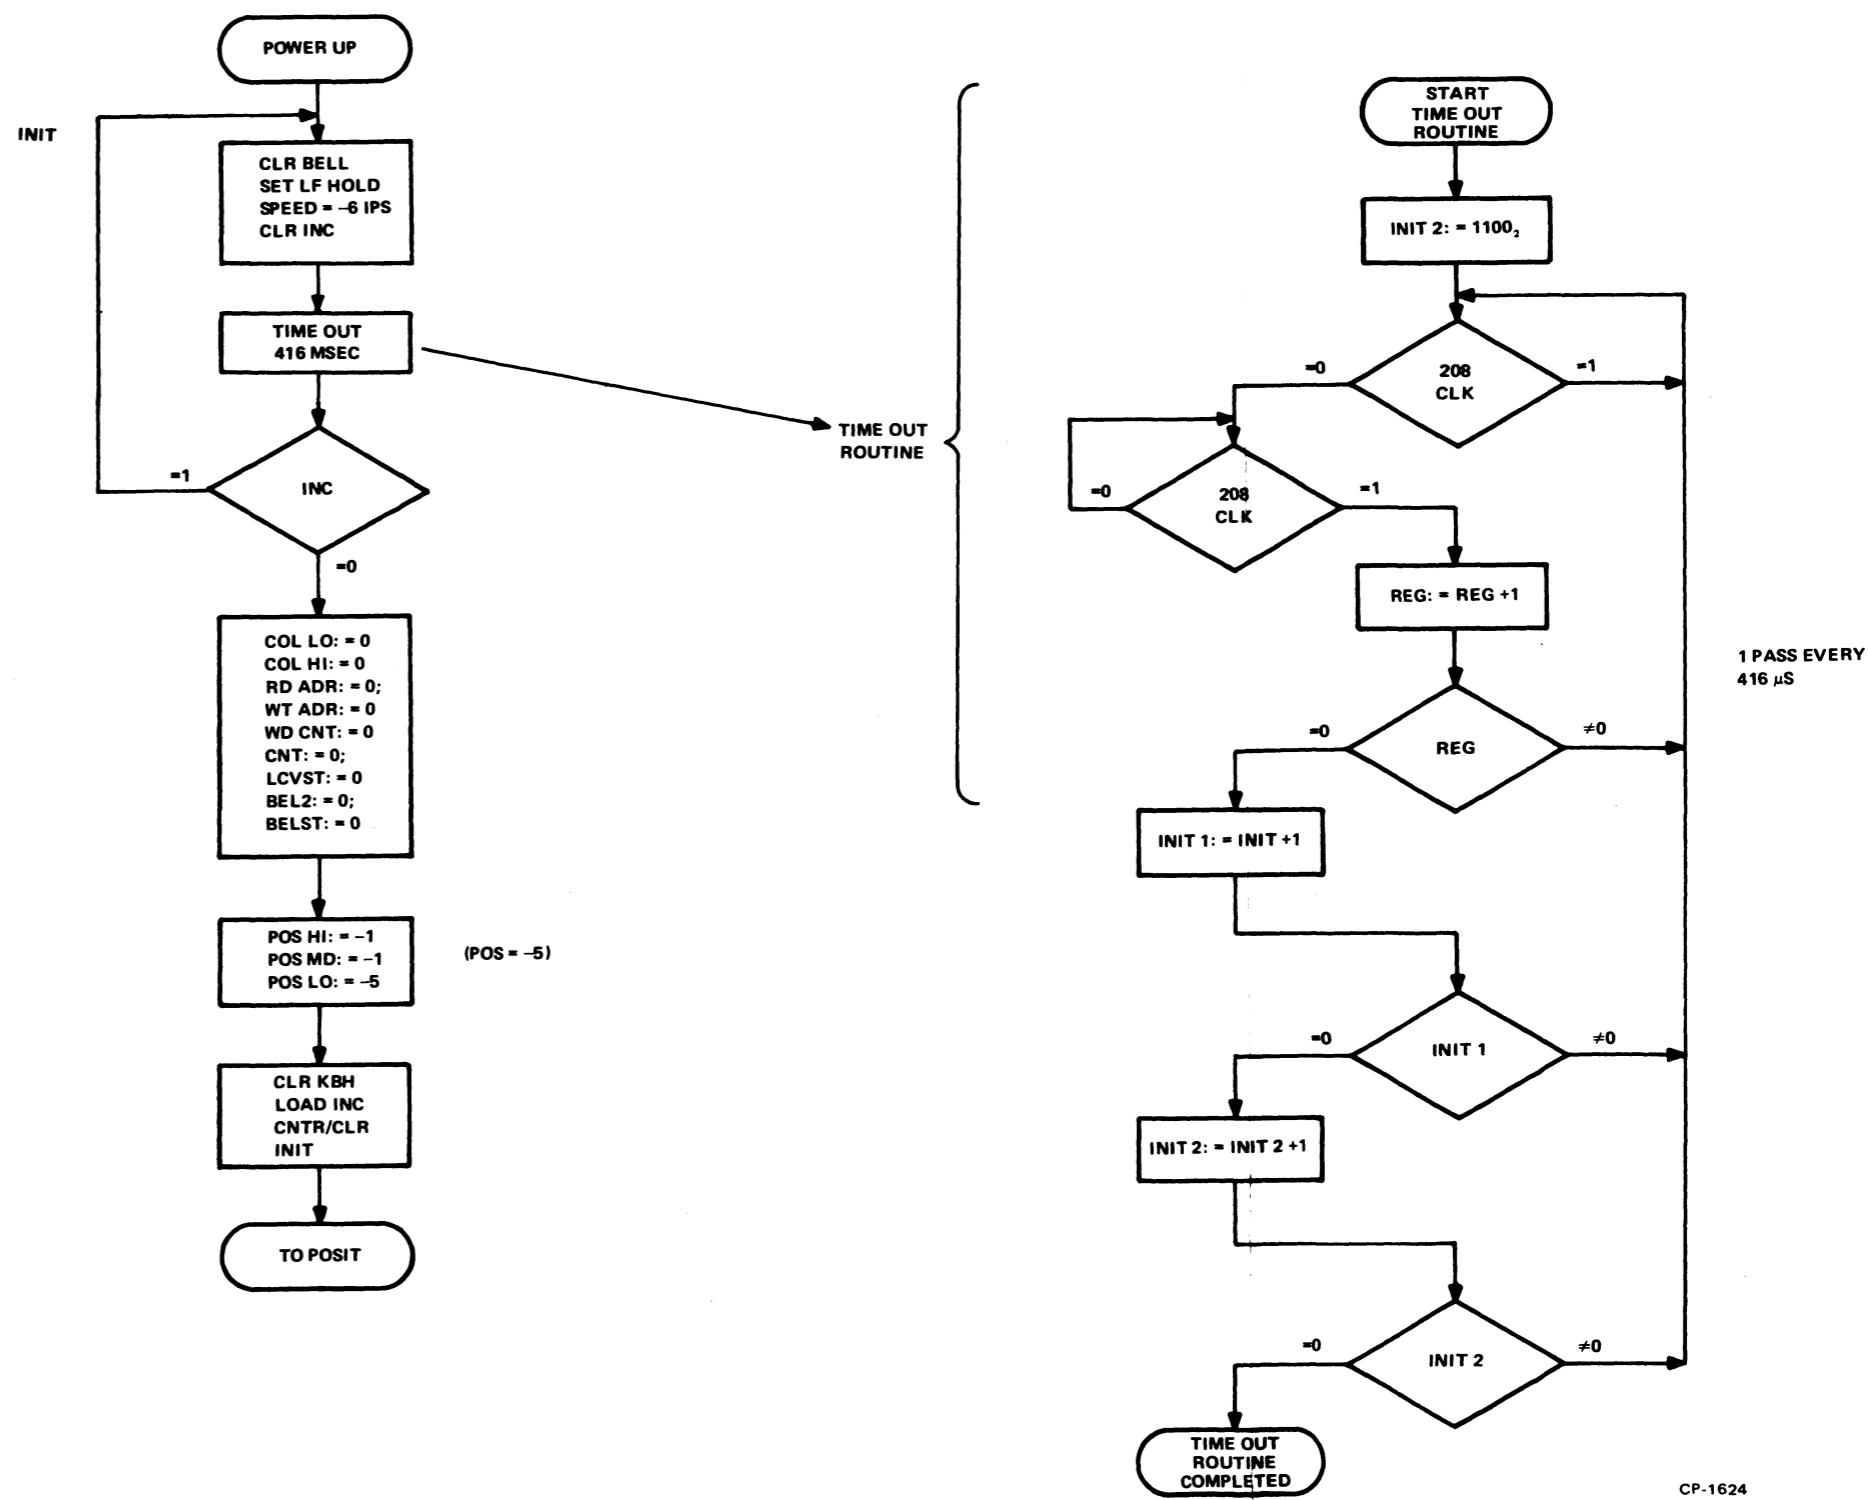 POWER UP
INIT
CLR BELL
SET LF HOLD
SPEED = –6 IPS
CLR INC
TIME OUT
416 MSEC
INC
=1
=0
COL LO: = 0
COL HI: = 0
RD ADR: = 0;
WT ADR: = 0
WD CNT: = 0
CNT: = 0;
LCVST: = 0
BEL2: = 0;
BELST: = 0
POS HI: = –1
POS MD: = –1
POS LO: = –5
(POS = –5)
CLR KBH
LOAD INC
CNTR/CLR
INIT
TO POSIT
TIME OUT
ROUTINE
START
TIME OUT
ROUTINE
INIT 2: = 1100₂
=0
208
CLK
=1
=0
208
CLK
=1
REG: = REG +1
=0
REG
≠0
1 PASS EVERY
416 μS
INIT 1: = INIT +1
=0
INIT 1
≠0
INIT 2: = INIT 2 +1
=0
INIT 2
≠0
TIME OUT
ROUTINE
COMPLETED
CP-1624